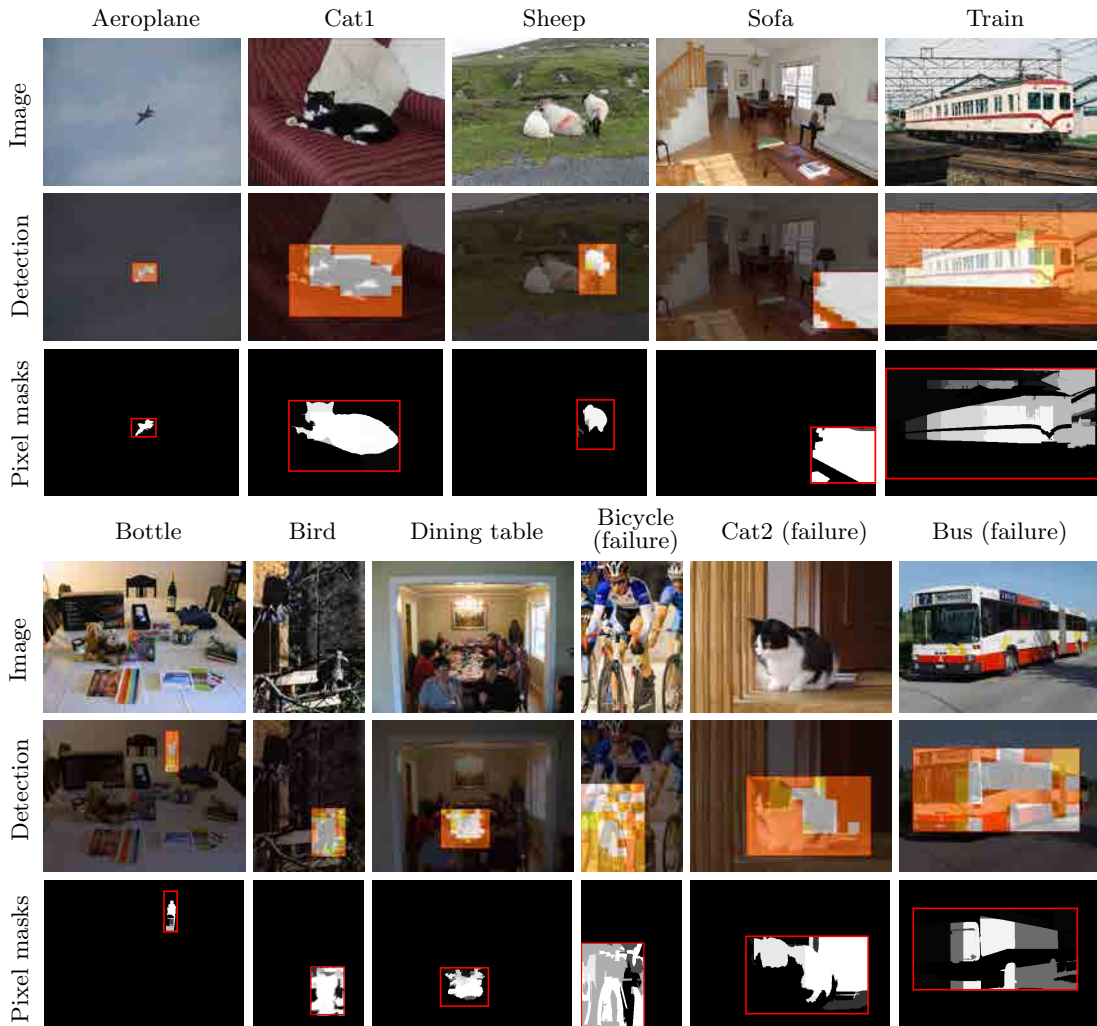 Aeroplane
Cat1
Sheep
Sofa
Train
Image
Detection
Pixel masks
Bottle
Bird
Dining table
Bicycle
(failure)
Cat2 (failure)
Bus (failure)
Image
Detection
Pixel masks